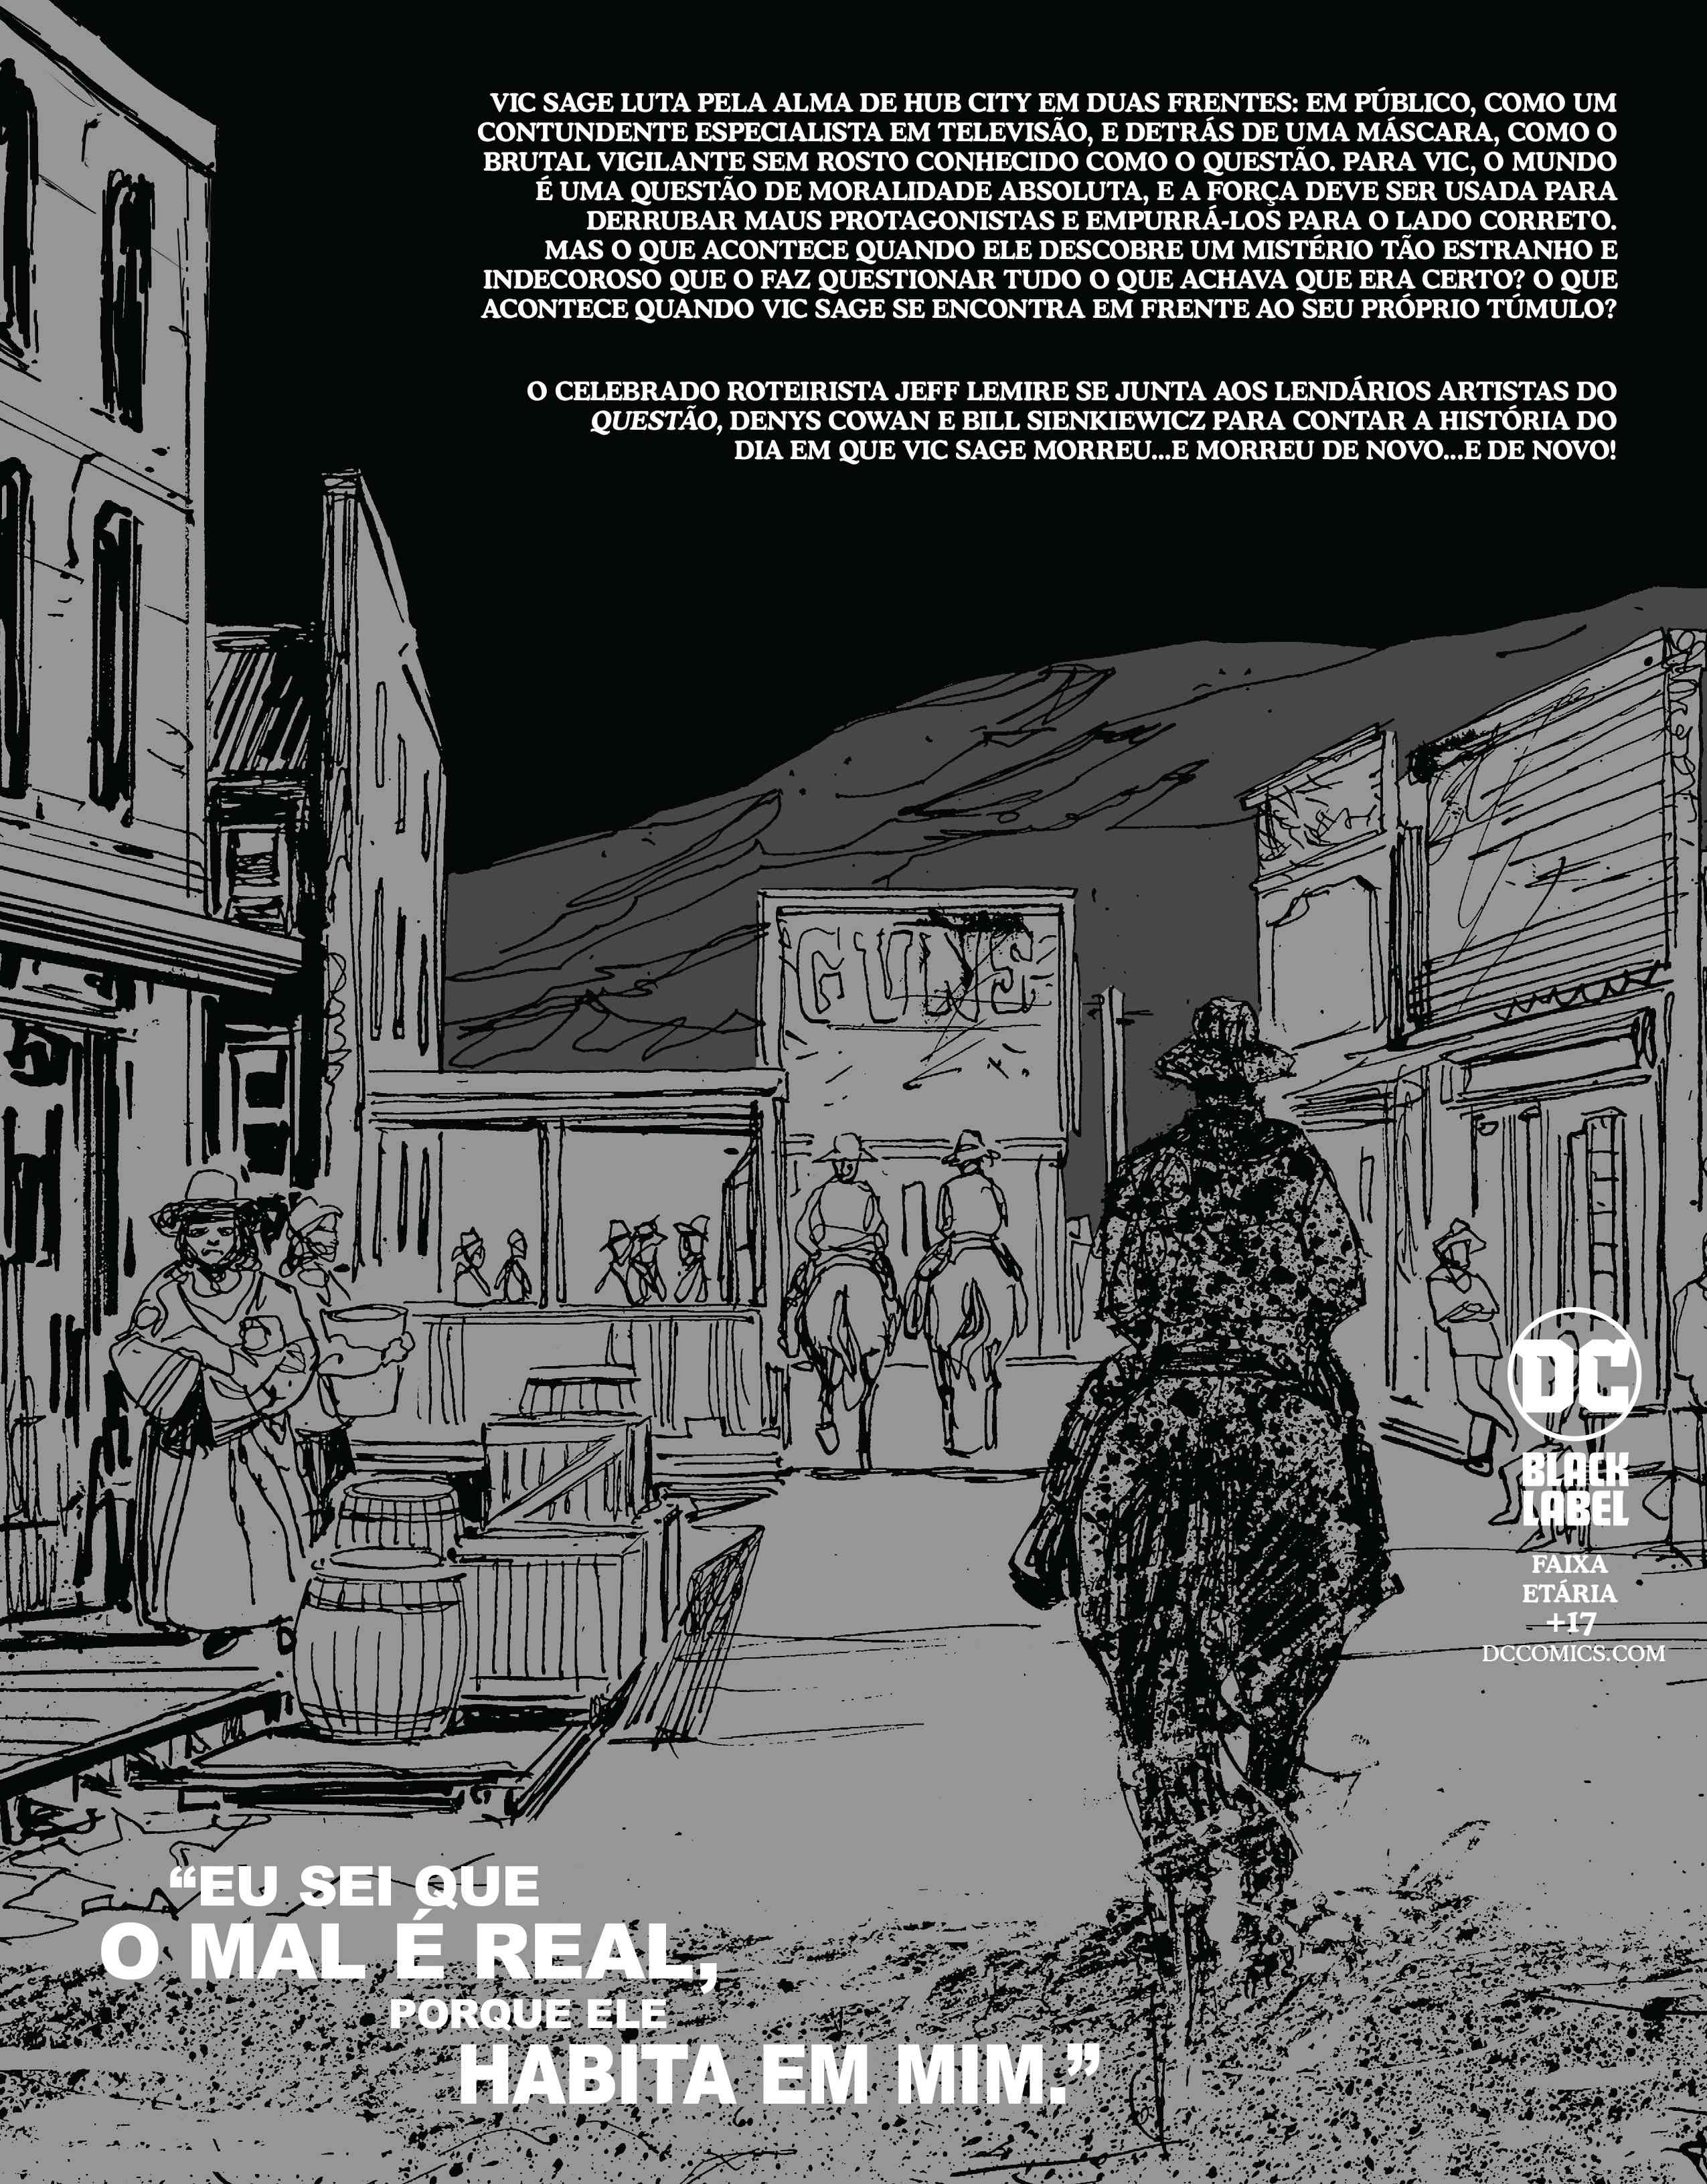 VIC SAGE LUTA PELA ALMA DE HUB CITY EM DUAS FRENTES: EM PÚBLICO, COMO UM
CONTUNDENTE ESPECIALISTA EM TELEVISÃO, E DETRÁS DE UMA MÁSCARA, COMO O
BRUTAL VIGILANTE SEM ROSTO CONHECIDO COMO O QUESTÃO. PARA VIC, O MUNDO
É UMA QUESTÃO DE MORALIDADE ABSOLUTA, E A FORÇA DEVE SER USADA PARA
DERRUBAR MAUS PROTAGONISTAS E EMPURRÁ-LOS PARA O LADO CORRETO.
MAS O QUE ACONTECE QUANDO ELE DESCOBRE UM MISTÉRIO TÃO ESTRANHO E
INDECOROSO QUE O FAZ QUESTIONAR TUDO O QUE ACHAVA QUE ERA CERTO? O QUE
ACONTECE QUANDO VIC SAGE SE ENCONTRA EM FRENTE AO SEU PRÓPRIO TÚMULO?
O CELEBRADO ROTEIRISTA JEFF LEMIRE SE JUNTA AOS LENDÁRIOS ARTISTAS DO
QUESTÃO, DENYS COWAN E BILL SIENKIEWICZ PARA CONTAR A HISTÓRIA DO
DIA EM QUE VIC SAGE MORREU...E MORREU DE NOVO...E DE NOVO!
GUNS
DC
BLACK
LABEL
FAIXA
ETÁRIA
+17
DCCOMICS.COM
“EU SEI QUE
O MAL É REAL,
PORQUE ELE
HABITA EM MIM.”